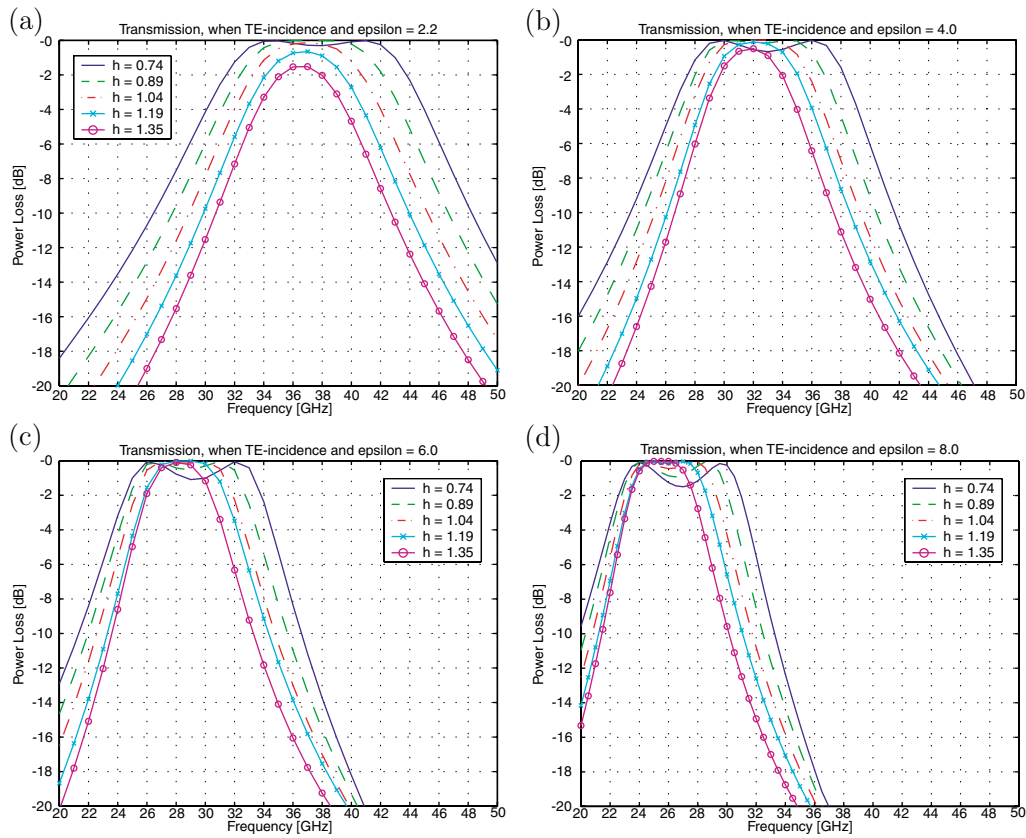 (a)
Transmission, when TE-incidence and epsilon = 2.2
-0
-2
-4
-6
-8
-10
-12
-14
-16
-18
-20
Power Loss [dB]
h = 0.74
h = 0.89
h = 1.04
h = 1.19
h = 1.35
20 22 24 26 28 30 32 34 36 38 40 42 44 46 48 50
Frequency [GHz]
(b)
Transmission, when TE-incidence and epsilon = 4.0
-0
-2
-4
-6
-8
-10
-12
-14
-16
-18
-20
Power Loss [dB]
h = 0.74
h = 0.89
h = 1.04
h = 1.19
h = 1.35
20 22 24 26 28 30 32 34 36 38 40 42 44 46 48 50
Frequency [GHz]
(c)
Transmission, when TE-incidence and epsilon = 6.0
-0
-2
-4
-6
-8
-10
-12
-14
-16
-18
-20
Power Loss [dB]
h = 0.74
h = 0.89
h = 1.04
h = 1.19
h = 1.35
20 22 24 26 28 30 32 34 36 38 40 42 44 46 48 50
Frequency [GHz]
(d)
Transmission, when TE-incidence and epsilon = 8.0
-0
-2
-4
-6
-8
-10
-12
-14
-16
-18
-20
Power Loss [dB]
h = 0.74
h = 0.89
h = 1.04
h = 1.19
h = 1.35
20 22 24 26 28 30 32 34 36 38 40 42 44 46 48 50
Frequency [GHz]